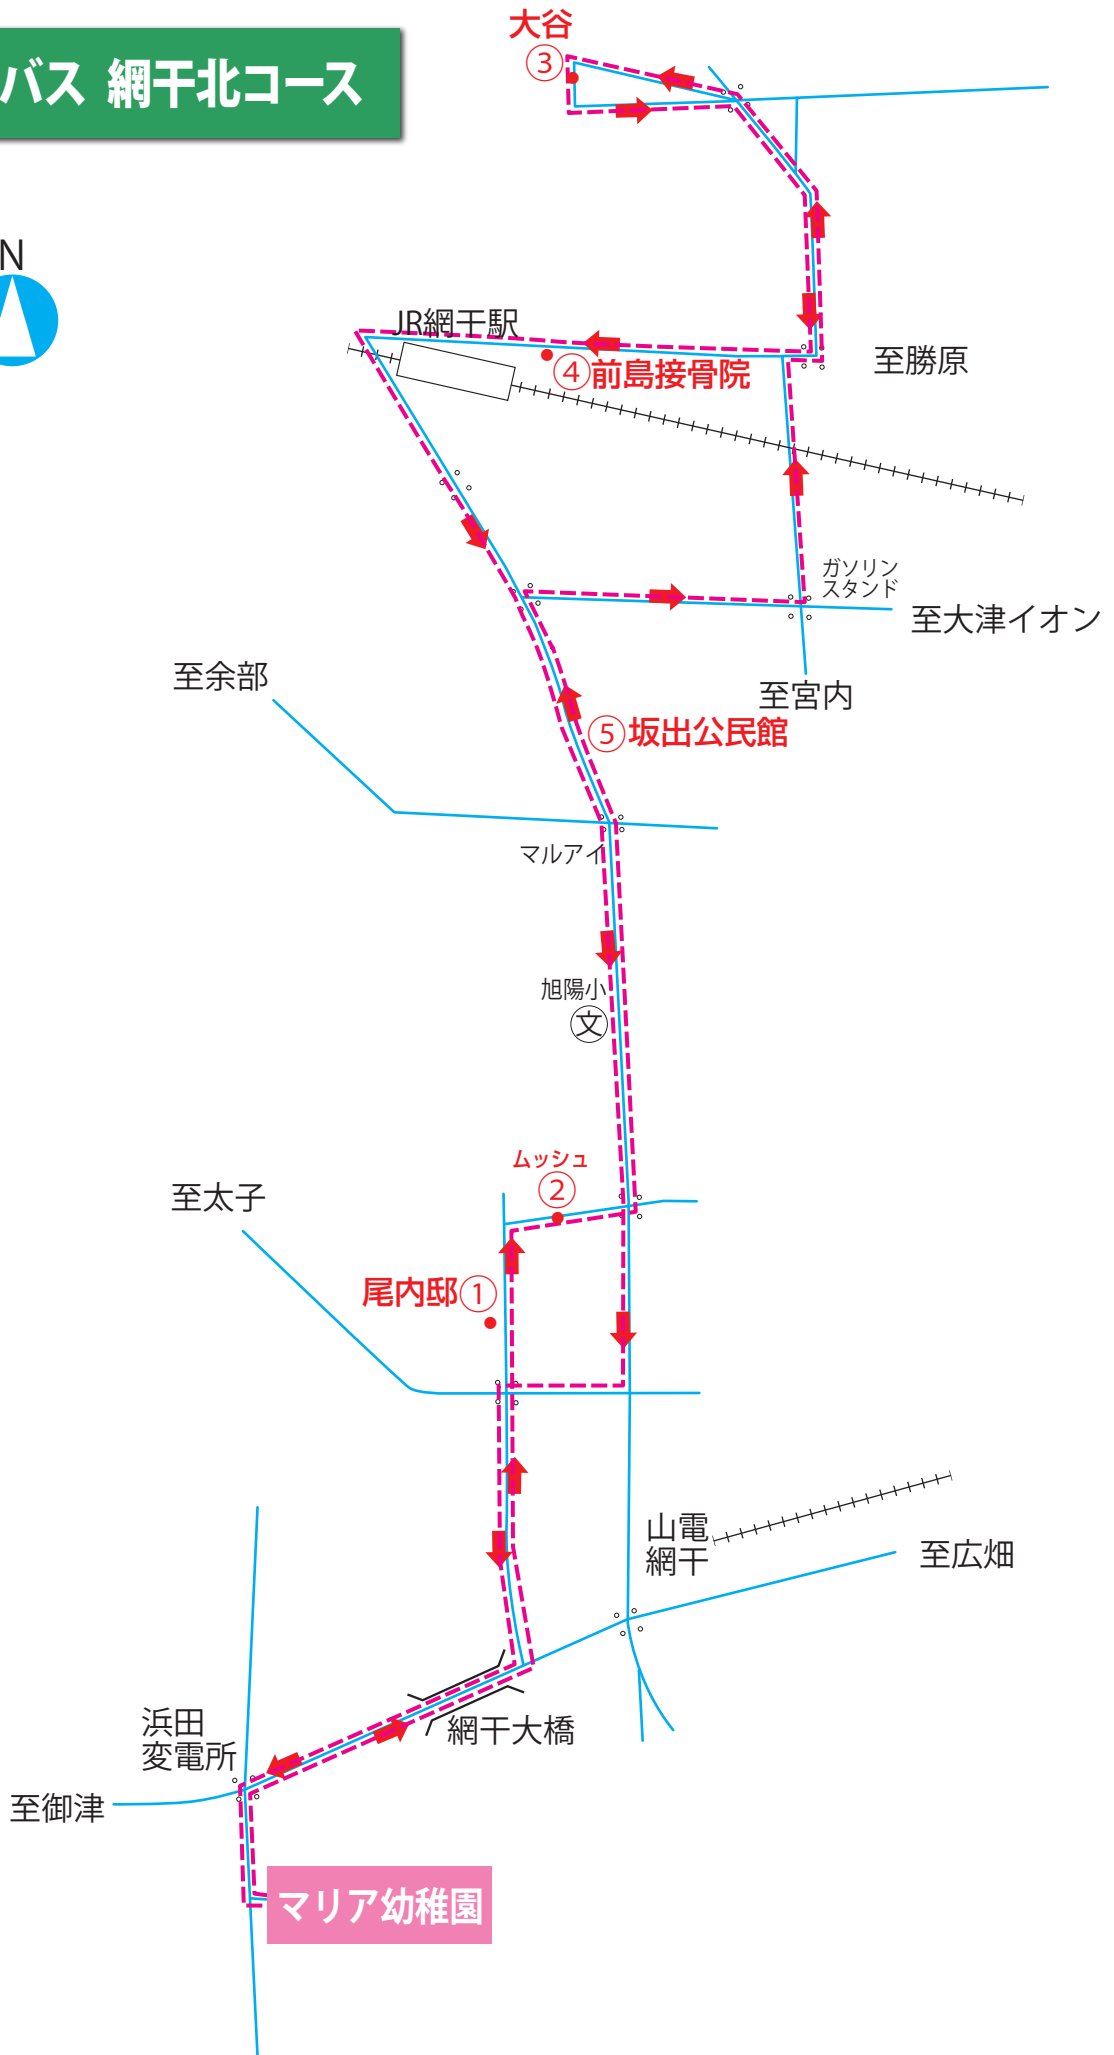 バス 網干北コース
大谷
③
N
JR網干駅
④前島接骨院
至勝原
ガソリン
スタンド
至大津イオン
至余部
至宮内
⑤坂出公民館
マルアイ
旭陽小
文
ムッシュ
②
至太子
尾内邸①
山電
網干
至広畑
浜田
変電所
網干大橋
至御津
マリア幼稚園